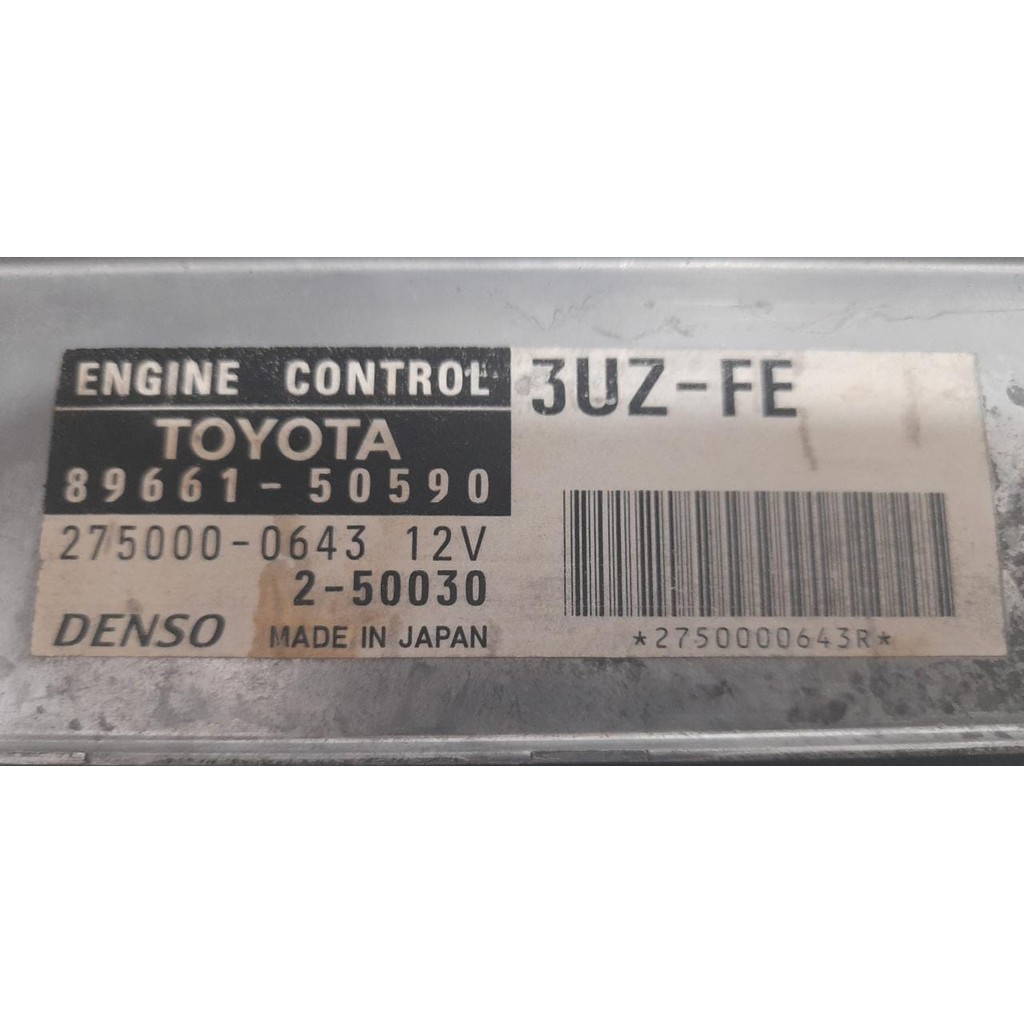 ENGINE CONTROL
3UZ-FE
TOYOTA
89661-50590
275000-0643 12V
2-50030
DENSO MADE IN JAPAN
*2750000643R*